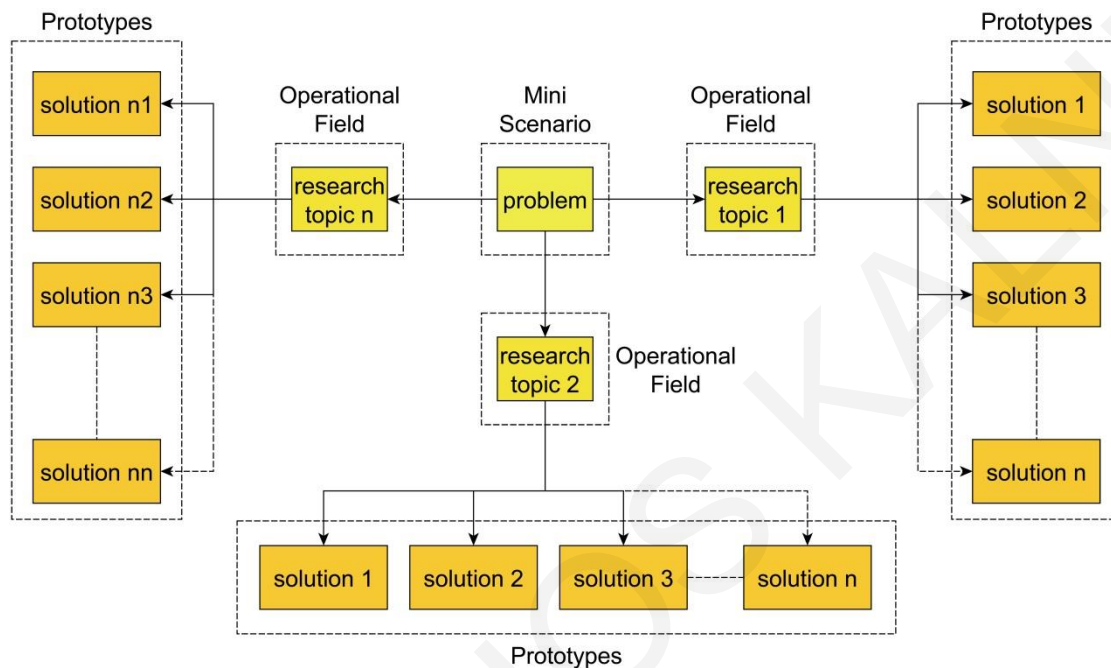 Prototypes
solution n1
solution n2
solution n3
solution nn
Operational
Field
research
topic n
Mini
Scenario
problem
Operational
Field
research
topic 1
Prototypes
solution 1
solution 2
solution 3
solution n
research
topic 2
Operational
Field
solution 1
solution 2
solution 3
solution n
Prototypes